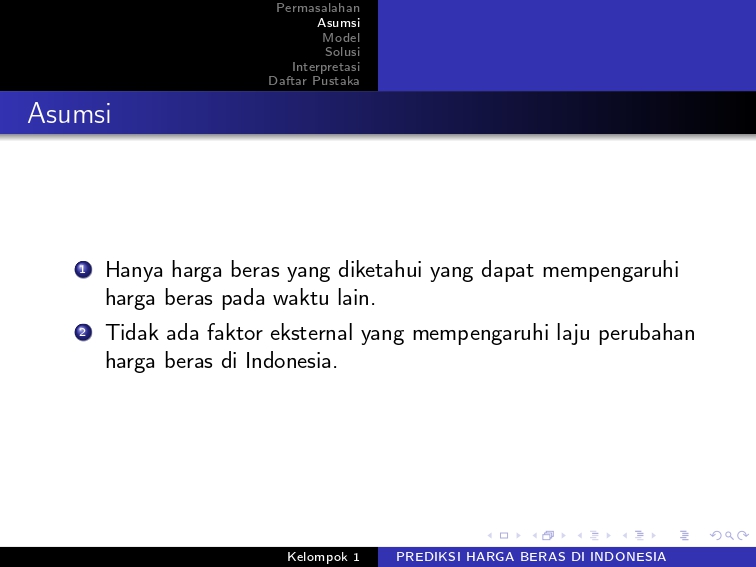 Permasalahan
Asumsi
Model
Solusi
Interpretasi
Daftar Pustaka
Asumsi
1 Hanya harga beras yang diketahui yang dapat mempengaruhi
harga beras pada waktu lain.
2 Tidak ada faktor eksternal yang mempengaruhi laju perubahan
harga beras di Indonesia.
Kelompok 1
PREDIKSI HARGA BERAS DI INDONESIA